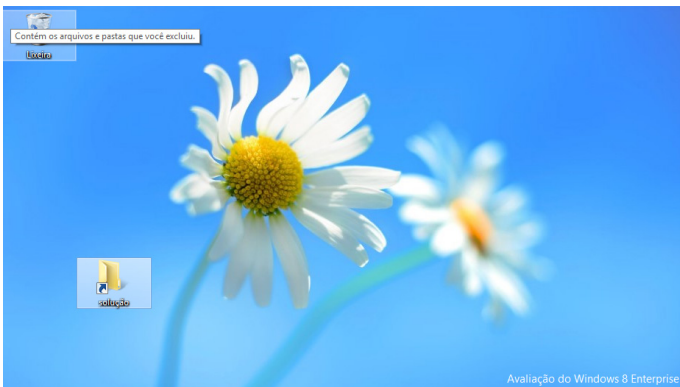 Contém os arquivos e pastas que você excluiu.
Lixeira
solução
Avaliação do Windows 8 Enterprise